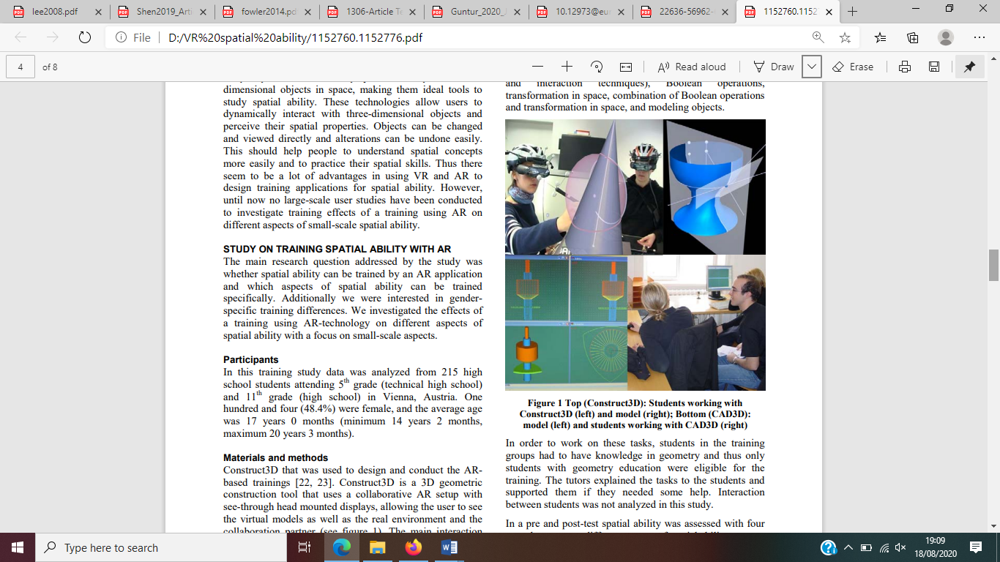 lee2008.pdf
Shen2019_Arti
fowler2014.pd
1306-Article Te
Guntur_2020_
10.12973@eu
22636-56962-
1152760.1152
File D:/VR%20spatial%20ability/1152760.1152776.pdf
4 of 8
Read aloud
Draw
Erase
dimensional objects in space, making them ideal tools to
study spatial ability. These technologies allow users to
dynamically interact with three-dimensional objects and
perceive their spatial properties. Objects can be changed
and viewed directly and alterations can be undone easily.
This should help people to understand spatial concepts
more easily and to practice their spatial skills. Thus there
seem to be a lot of advantages in using VR and AR to
design training applications for spatial ability. However,
until now no large-scale user studies have been conducted
to investigate training effects of a training using AR on
different aspects of small-scale spatial ability.
STUDY ON TRAINING SPATIAL ABILITY WITH AR
The main research question addressed by the study was
whether spatial ability can be trained by an AR application
and which aspects of spatial ability can be trained
specifically. Additionally we were interested in gender-
specific training differences. We investigated the effects of
a training using AR-technology on different aspects of
spatial ability with a focus on small-scale aspects.
Participants
In this training study data was analyzed from 215 high
school students attending 5th grade (technical high school)
and 11th grade (high school) in Vienna, Austria. One
hundred and four (48.4%) were female, and the average age
was 17 years 0 months (minimum 14 years 2 months,
maximum 20 years 3 months).
Materials and methods
Construct3D that was used to design and conduct the AR-
based trainings [22, 23]. Construct3D is a 3D geometric
construction tool that uses a collaborative AR setup with
see-through head mounted displays, allowing the user to see
the virtual models as well as the real environment and the
collaboration partner (see figure 1). The main interaction
and interaction techniques), Boolean operations,
transformation in space, combination of Boolean operations
and transformation in space, and modeling objects.
Figure 1 Top (Construct3D): Students working with
Construct3D (left) and model (right); Bottom (CAD3D):
model (left) and students working with CAD3D (right)
In order to work on these tasks, students in the training
groups had to have knowledge in geometry and thus only
students with geometry education were eligible for the
training. The tutors explained the tasks to the students and
supported them if they needed some help. Interaction
between students was not analyzed in this study.
In a pre and post-test spatial ability was assessed with four
Type here to search
19:09
18/08/2020